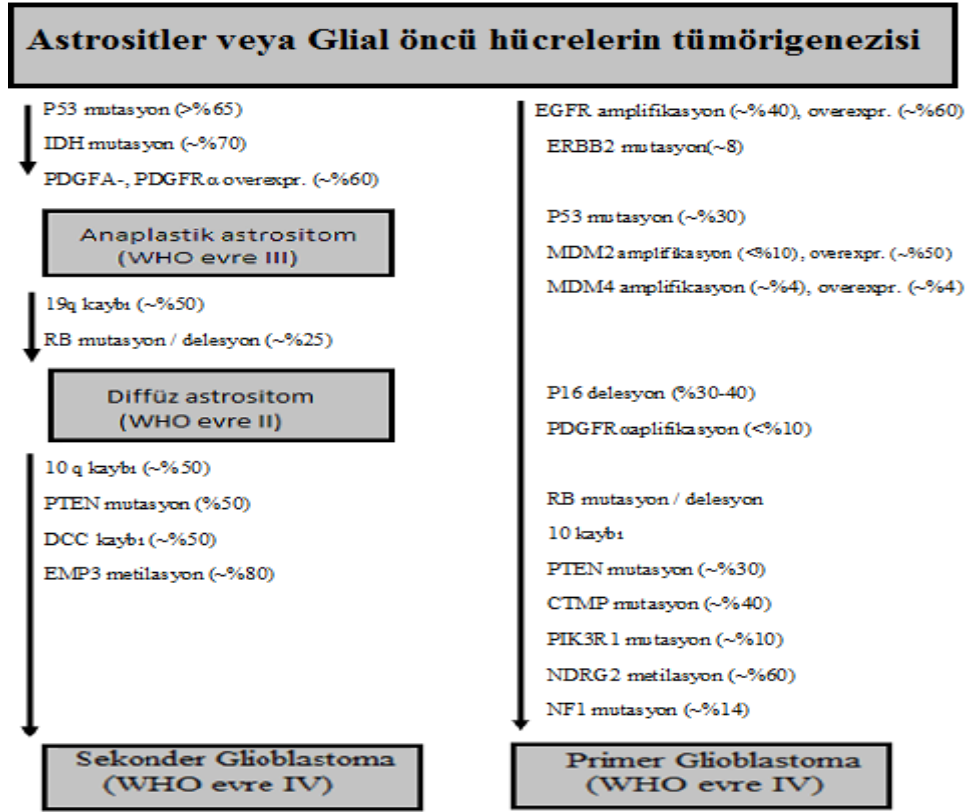 Astrositler veya Glial öncü hücrelerin tümörigenezisi
P53 mutasyon (>%65)
IDH mutasyon (~%70)
PDGFA-, PDGFRα overexpr. (~%60)
Anaplastik astrositom
(WHO evre III)
19q kaybı (~%50)
RB mutasyon / delesyon (~%25)
Diffüz astrositom
(WHO evre II)
10 q kaybı (~%50)
PTEN mutasyon (%50)
DCC kaybı (~%50)
EMP3 metilasyon (~%80)
Sekonder Glioblastoma
(WHO evre IV)
EGFR amplifikasyon (~%40), overexpr. (~%60)
ERBB2 mutasyon(~8)
P53 mutasyon (~%30)
MDM2 amplifikasyon (<%10), overexpr. (~%50)
MDM4 amplifikasyon (~%4), overexpr. (~%4)
P16 delesyon (%30-40)
PDGFRαaplifikasyon (<%10)
RB mutasyon / delesyon
10 kaybı
PTEN mutasyon (~%30)
CTMP mutasyon (~%40)
PIK3R1 mutasyon (~%10)
NDRG2 metilasyon (~%60)
NF1 mutasyon (~%14)
Primer Glioblastoma
(WHO evre IV)